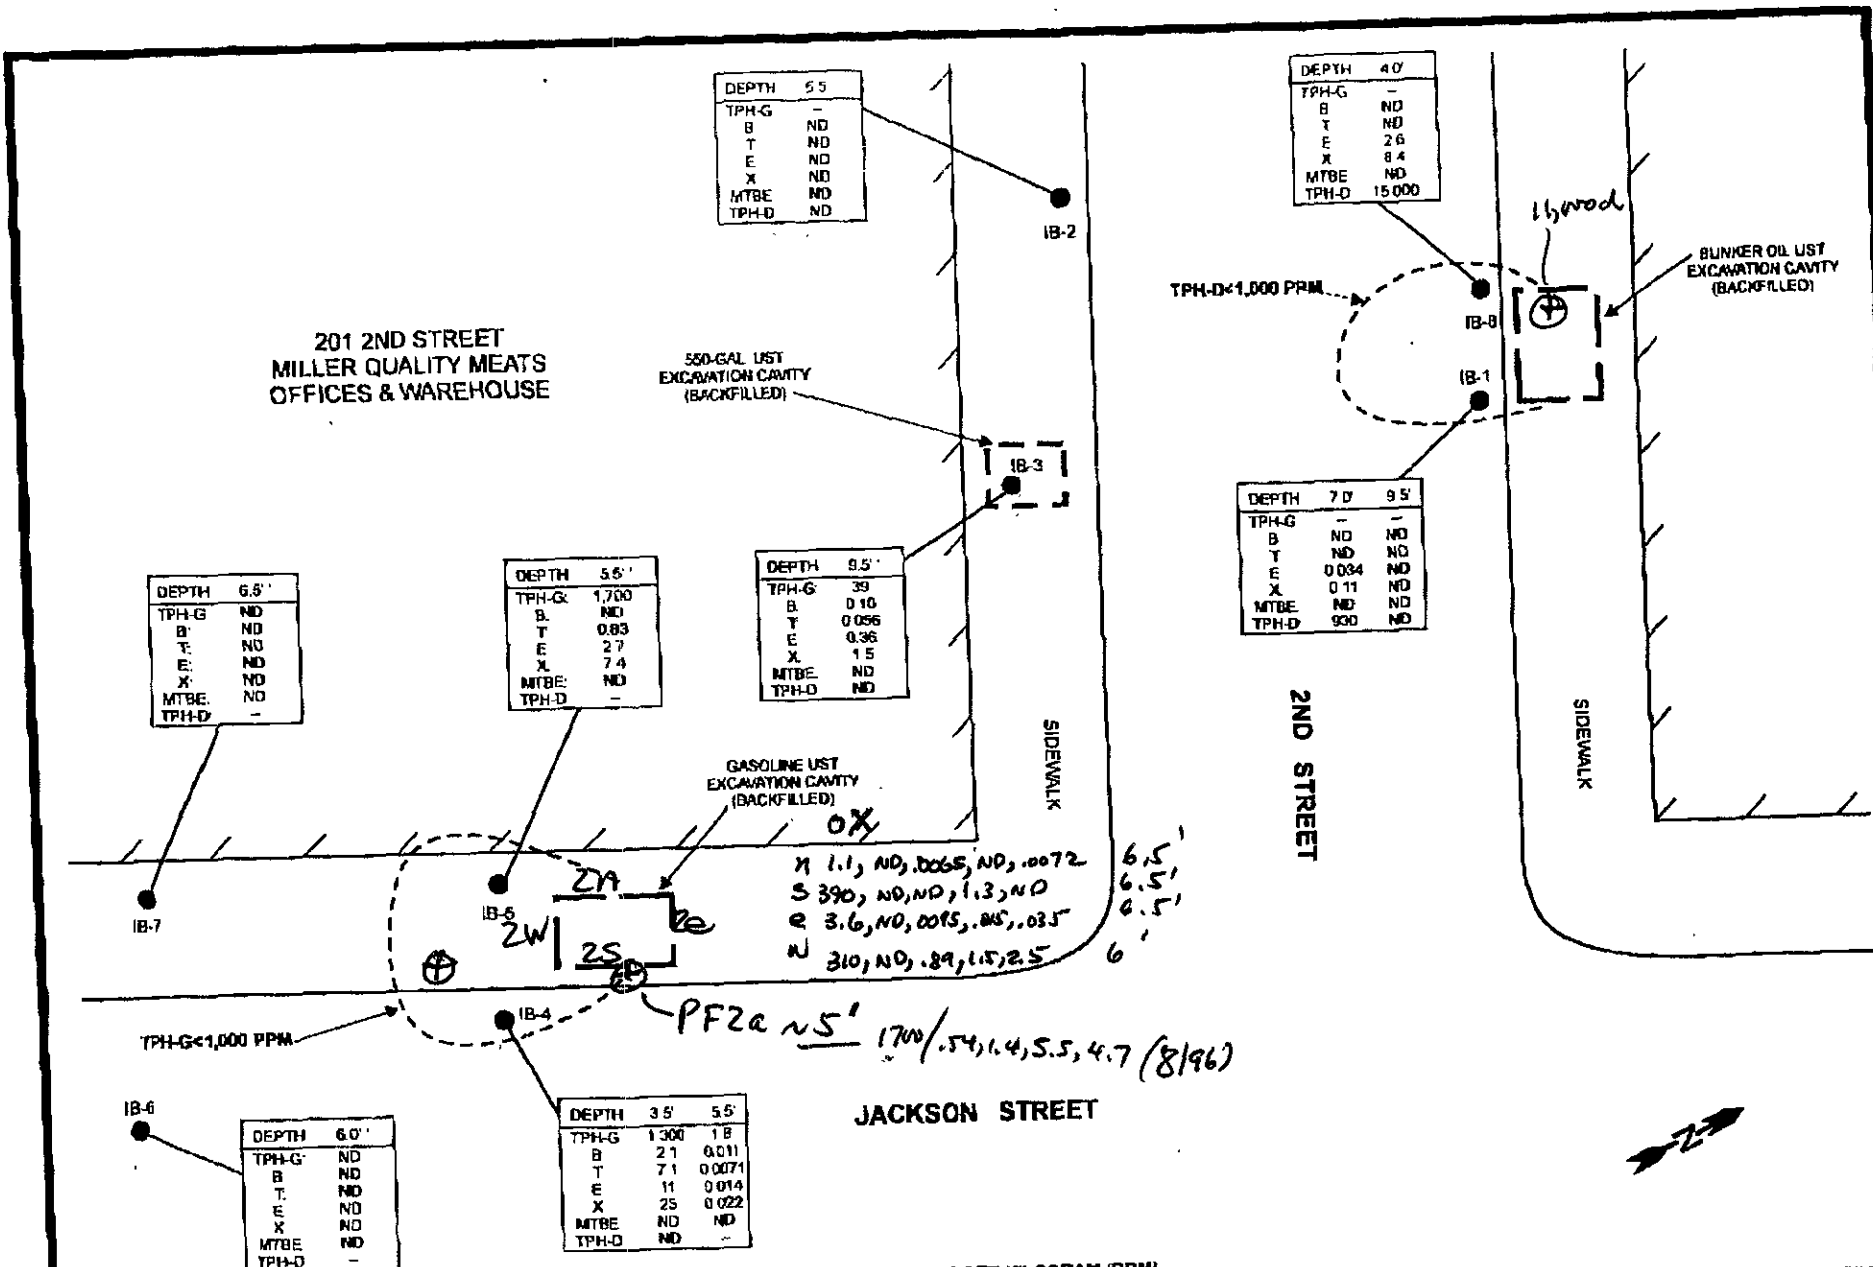 DEPTH 5 5
TPH-G –
B ND
T ND
E ND
X ND
MTBE ND
TPH-D ND
IB-2
DEPTH 4 0'
TPH-G –
B ND
T ND
E 2 6
X 8 4
MTBE ND
TPH-D 15 000
TPH-D<1,000 PPM
IB-8
IB-1
BUNKER OIL UST
EXCAVATION CAVITY
(BACKFILLED)
201 2ND STREET
MILLER QUALITY MEATS
OFFICES & WAREHOUSE
550-GAL UST
EXCAVATION CAVITY
(BACKFILLED)
IB-3
DEPTH 7 0' 9 5'
TPH-G – –
B ND ND
T ND ND
E 0 034 ND
X 0 11 ND
MTBE ND ND
TPH-D 930 ND
DEPTH 6.5'
TPH-G ND
B: ND
T: ND
E: ND
X: ND
MTBE: ND
TPH-D –
IB-7
DEPTH 5.5'
TPH-G: 1,700
B. ND
T 0.83
E 2 7
X. 7 4
MTBE: ND
TPH-D –
IB-5
DEPTH 9.5'
TPH-G 39
B. 0 10
T 0 056
E 0.36
X. 1 5
MTBE ND
TPH-D ND
GASOLINE UST
EXCAVATION CAVITY
(BACKFILLED)
SIDEWALK
2ND STREET
SIDEWALK
2W
2S
2e
1.1, ND, .0065, ND, .0072 6.5'
S 390, ND, ND, 1.3, ND 6.5'
e 3.6, ND, .035 6.5'
310, ND, .89, 1.5, 2.5 6'
PF2a ~5' 1700/.54, 1.4, 5.5, 4.7 (8/96)
TPH-G<1,000 PPM
IB-4
IB-6
JACKSON STREET
DEPTH 6.0'
TPH-G: ND
B ND
T. ND
E ND
X ND
MTBE ND
TPH-D –
DEPTH 3 5' 5.5'
TPH-G 1 300 1 8
B 2 1 0.011
T 7 1 0 0071
E 11 0 014
X 25 0 022
MTBE ND ND
TPH-D ND –
Z